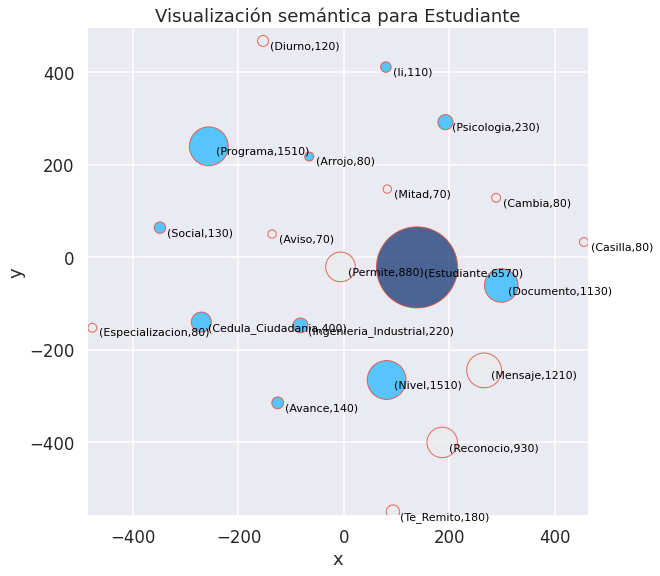 Visualización semántica para Estudiante
(Diurno,120)
(Ii,110)
(Psicologia,230)
(Programa,1510)
(Arrojo,80)
(Mitad,70)
(Cambia,80)
(Social,130)
(Aviso,70)
(Casilla,80)
(Permite,880)
(Estudiante,6570)
(Documento,1130)
(Especializacion,80)
(Cedula_Ciudadania,400)
(Ingenieria_Industrial,220)
(Mensaje,1210)
(Nivel,1510)
(Avance,140)
(Reconocio,930)
(Te_Remito,180)
y
400
200
0
−200
−400
−400
−200
0
200
400
x